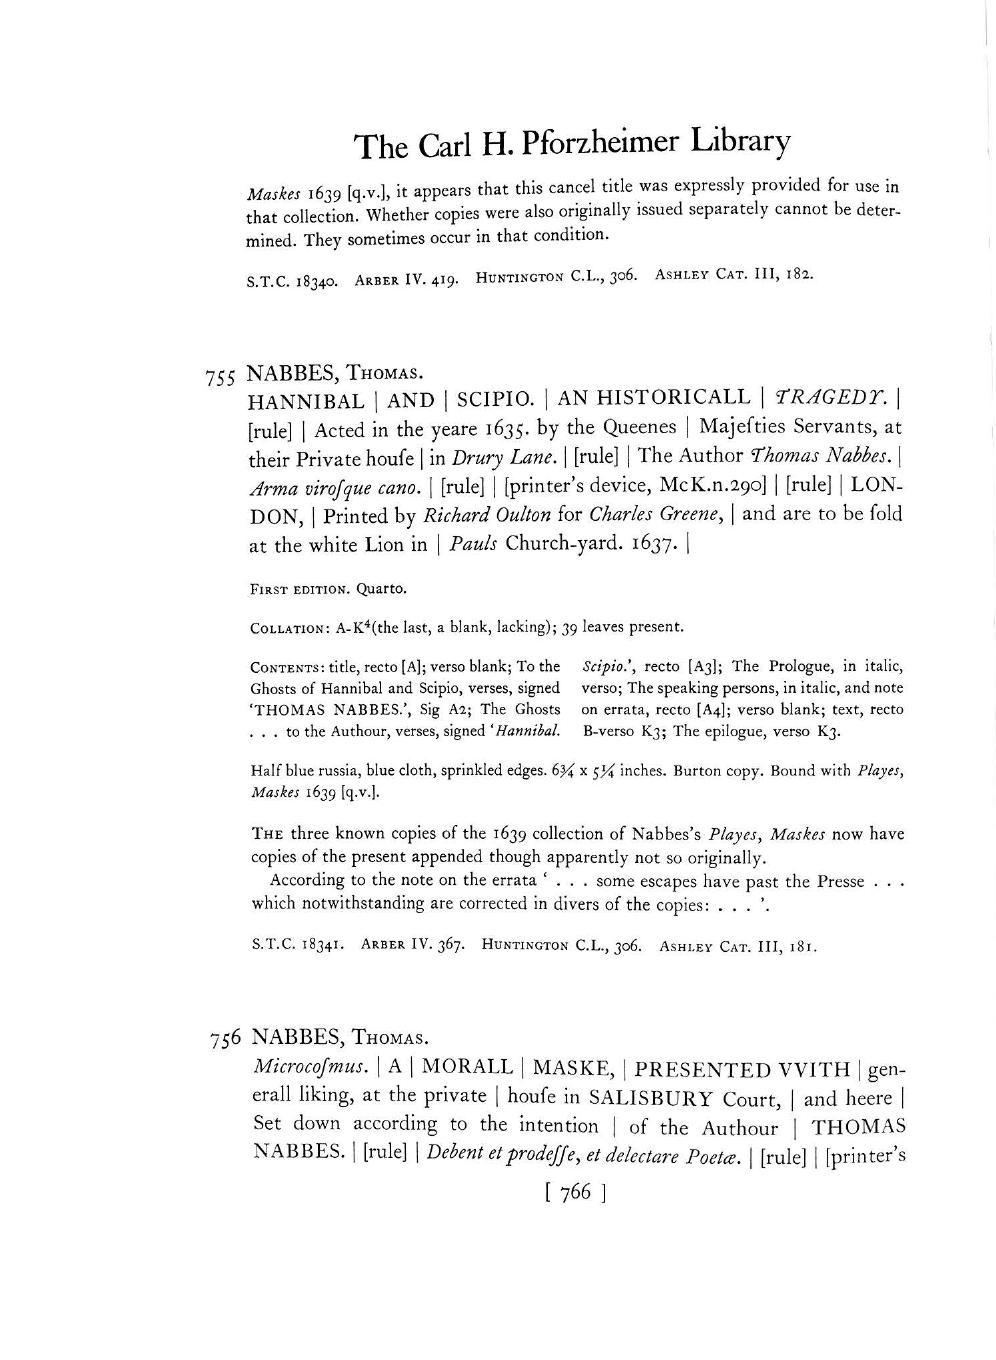 The Carl H. Pforzheimer Library
Maskes 1639 [q.v.], it appears that this cancel title was expressly provided for use in
that collection. Whether copies were also originally issued separately cannot be deter-
mined. They sometimes occur in that condition.
S.T.C. 18340. ARBER IV. 419. HUNTINGTON C.L., 306. ASHLEY CAT. III, 182.
755 NABBES, THOMAS.
HANNIBAL | AND | SCIPIO. | AN HISTORICALL | TRAGEDY. |
[rule] | Acted in the yeare 1635. by the Queenes | Majeſties Servants, at
their Private houſe | in Drury Lane. | [rule] | The Author Thomas Nabbes. |
Arma viroſque cano. | [rule] | [printer's device, McK.n.290] | [rule] | LON-
DON, | Printed by Richard Oulton for Charles Greene, | and are to be ſold
at the white Lion in | Pauls Church-yard. 1637. |
FIRST EDITION. Quarto.
COLLATION: A-K⁴(the last, a blank, lacking); 39 leaves present.
CONTENTS: title, recto [A]; verso blank; To the
Ghosts of Hannibal and Scipio, verses, signed
'THOMAS NABBES.', Sig A2; The Ghosts
. . . to the Authour, verses, signed 'Hannibal.
Scipio.', recto [A3]; The Prologue, in italic,
verso; The speaking persons, in italic, and note
on errata, recto [A4]; verso blank; text, recto
B-verso K3; The epilogue, verso K3.
Half blue russia, blue cloth, sprinkled edges. 6¾ x 5¼ inches. Burton copy. Bound with Playes,
Maskes 1639 [q.v.].
THE three known copies of the 1639 collection of Nabbes's Playes, Maskes now have
copies of the present appended though apparently not so originally.
According to the note on the errata ' . . . some escapes have past the Presse . . .
which notwithstanding are corrected in divers of the copies: . . . '.
S.T.C. 18341. ARBER IV. 367. HUNTINGTON C.L., 306. ASHLEY CAT. III, 181.
756 NABBES, THOMAS.
Microcoſmus. | A | MORALL | MASKE, | PRESENTED VVITH | gen-
erall liking, at the private | houſe in SALISBURY Court, | and heere |
Set down according to the intention | of the Authour | THOMAS
NABBES. | [rule] | Debent et prodeſſe, et delectare Poetæ. | [rule] | [printer's
[ 766 ]